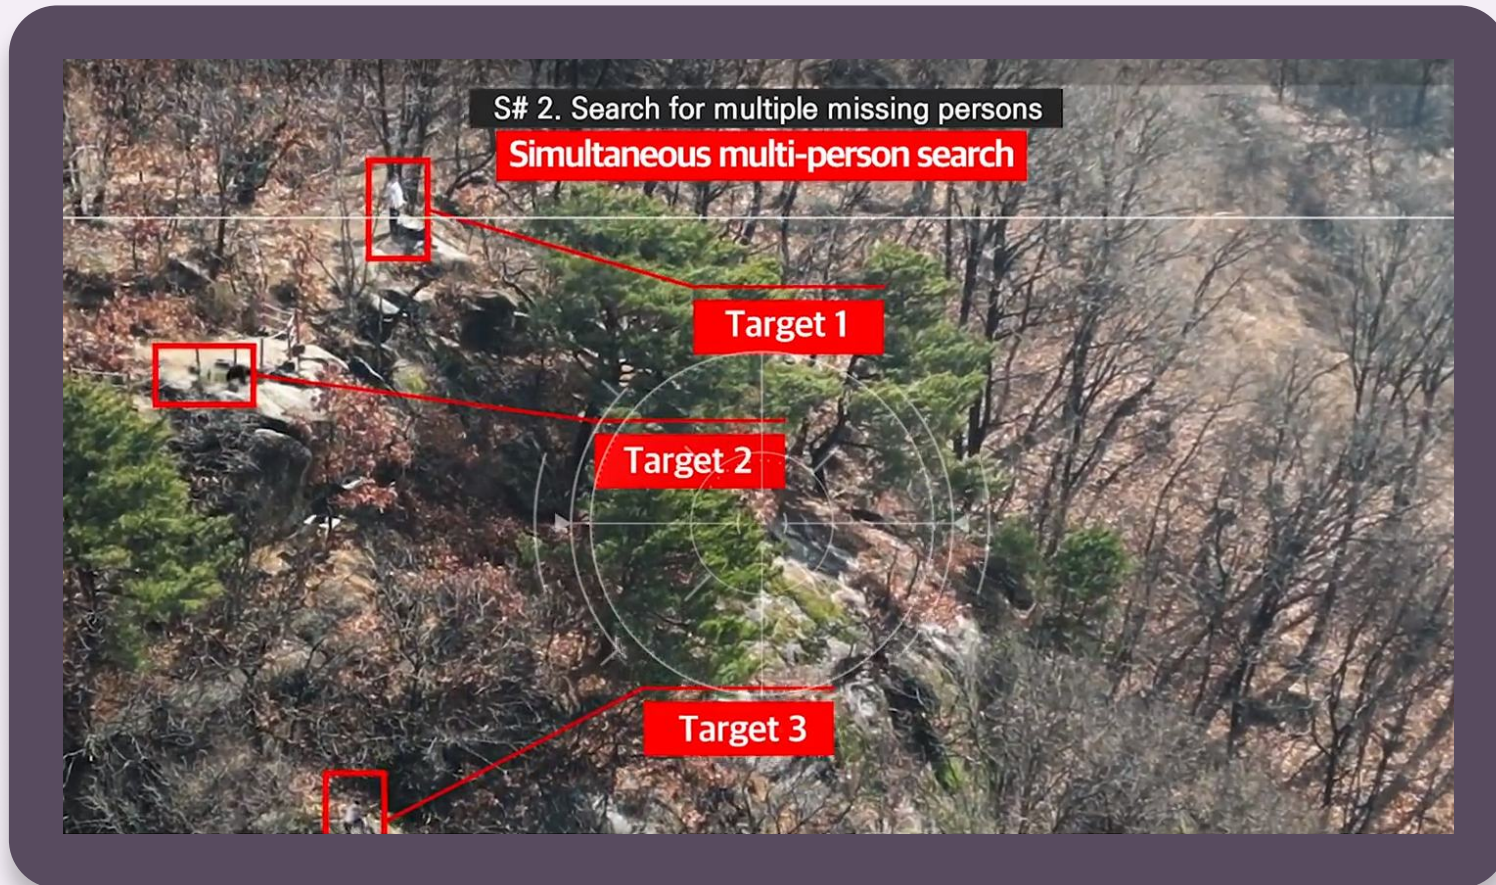 S# 2. Search for multiple missing persons
Simultaneous multi-person search
Target 1
Target 2
Target 3